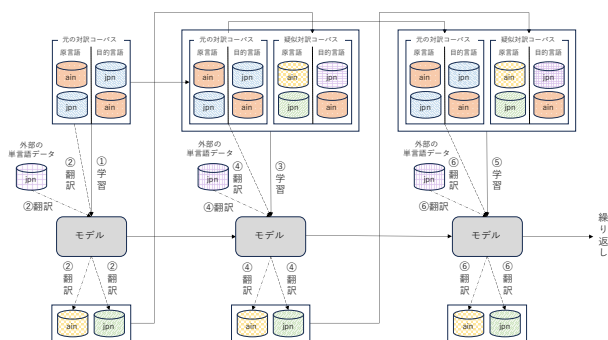 元の対訳コーパス
原言語 目的言語
ain jpn
jpn ain
外部の
単言語データ
jpn
②翻訳
②翻訳
①学習
モデル
②翻訳
②翻訳
ain jpn
元の対訳コーパス 疑似対訳コーパス
原言語 目的言語 原言語 目的言語
ain jpn ain jpn
jpn ain jpn ain
外部の
単言語データ
jpn
④翻訳
④翻訳
③学習
モデル
④翻訳
④翻訳
ain jpn
元の対訳コーパス 疑似対訳コーパス
原言語 目的言語 原言語 目的言語
ain jpn ain jpn
jpn ain jpn ain
外部の
単言語データ
jpn
⑥翻訳
⑥翻訳
⑤学習
モデル
⑥翻訳
⑥翻訳
ain jpn
繰り返し